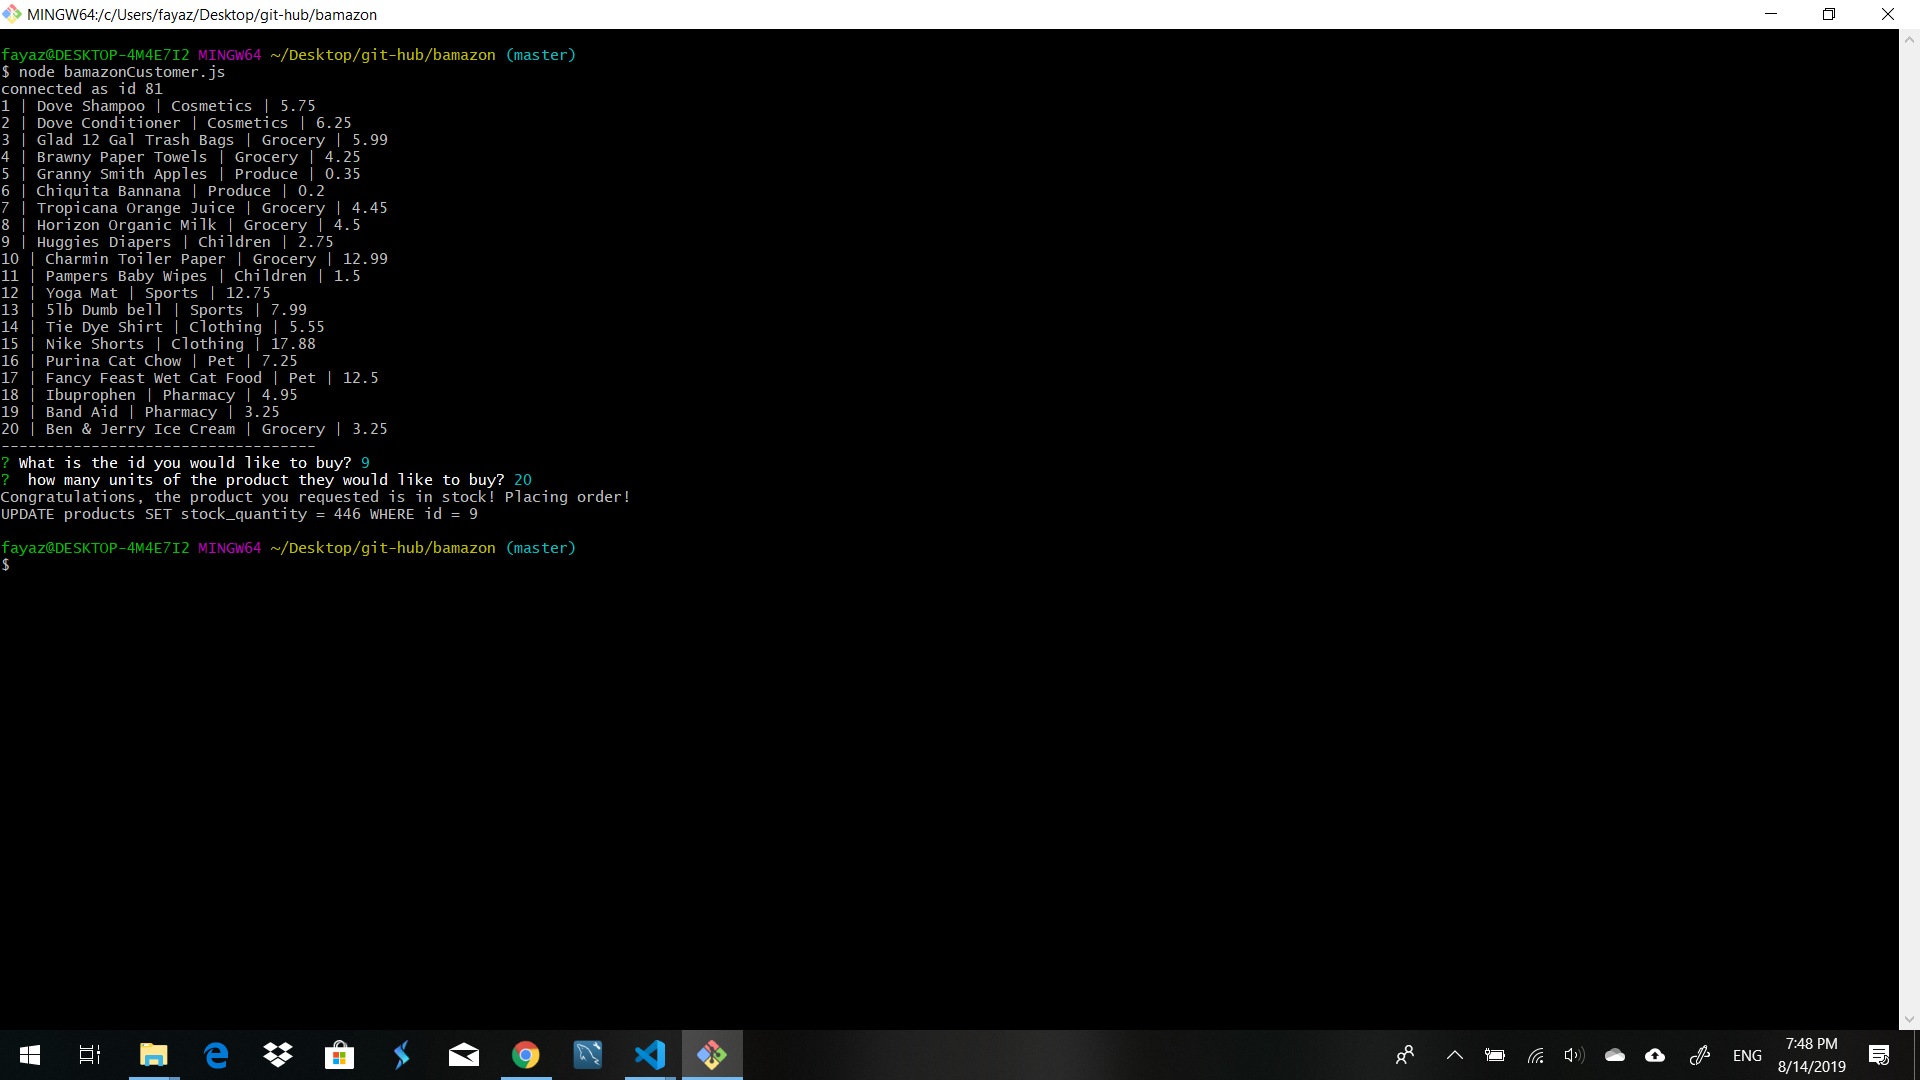 MINGW64:/c/Users/fayaz/Desktop/git-hub/bamazon
fayaz@DESKTOP-4M4E7I2 MINGW64 ~/Desktop/git-hub/bamazon (master)
$ node bamazonCustomer.js
connected as id 81
1 | Dove Shampoo | Cosmetics | 5.75
2 | Dove Conditioner | Cosmetics | 6.25
3 | Glad 12 Gal Trash Bags | Grocery | 5.99
4 | Brawny Paper Towels | Grocery | 4.25
5 | Granny Smith Apples | Produce | 0.35
6 | Chiquita Bannana | Produce | 0.2
7 | Tropicana Orange Juice | Grocery | 4.45
8 | Horizon Organic Milk | Grocery | 4.5
9 | Huggies Diapers | Children | 2.75
10 | Charmin Toiler Paper | Grocery | 12.99
11 | Pampers Baby Wipes | Children | 1.5
12 | Yoga Mat | Sports | 12.75
13 | 5lb Dumb bell | Sports | 7.99
14 | Tie Dye Shirt | Clothing | 5.55
15 | Nike Shorts | Clothing | 17.88
16 | Purina Cat Chow | Pet | 7.25
17 | Fancy Feast Wet Cat Food | Pet | 12.5
18 | Ibuprophen | Pharmacy | 4.95
19 | Band Aid | Pharmacy | 3.25
20 | Ben & Jerry Ice Cream | Grocery | 3.25
-----------------------------------
? What is the id you would like to buy? 9
?  how many units of the product they would like to buy? 20
Congratulations, the product you requested is in stock! Placing order!
UPDATE products SET stock_quantity = 446 WHERE id = 9
fayaz@DESKTOP-4M4E7I2 MINGW64 ~/Desktop/git-hub/bamazon (master)
$
ENG
7:48 PM
8/14/2019